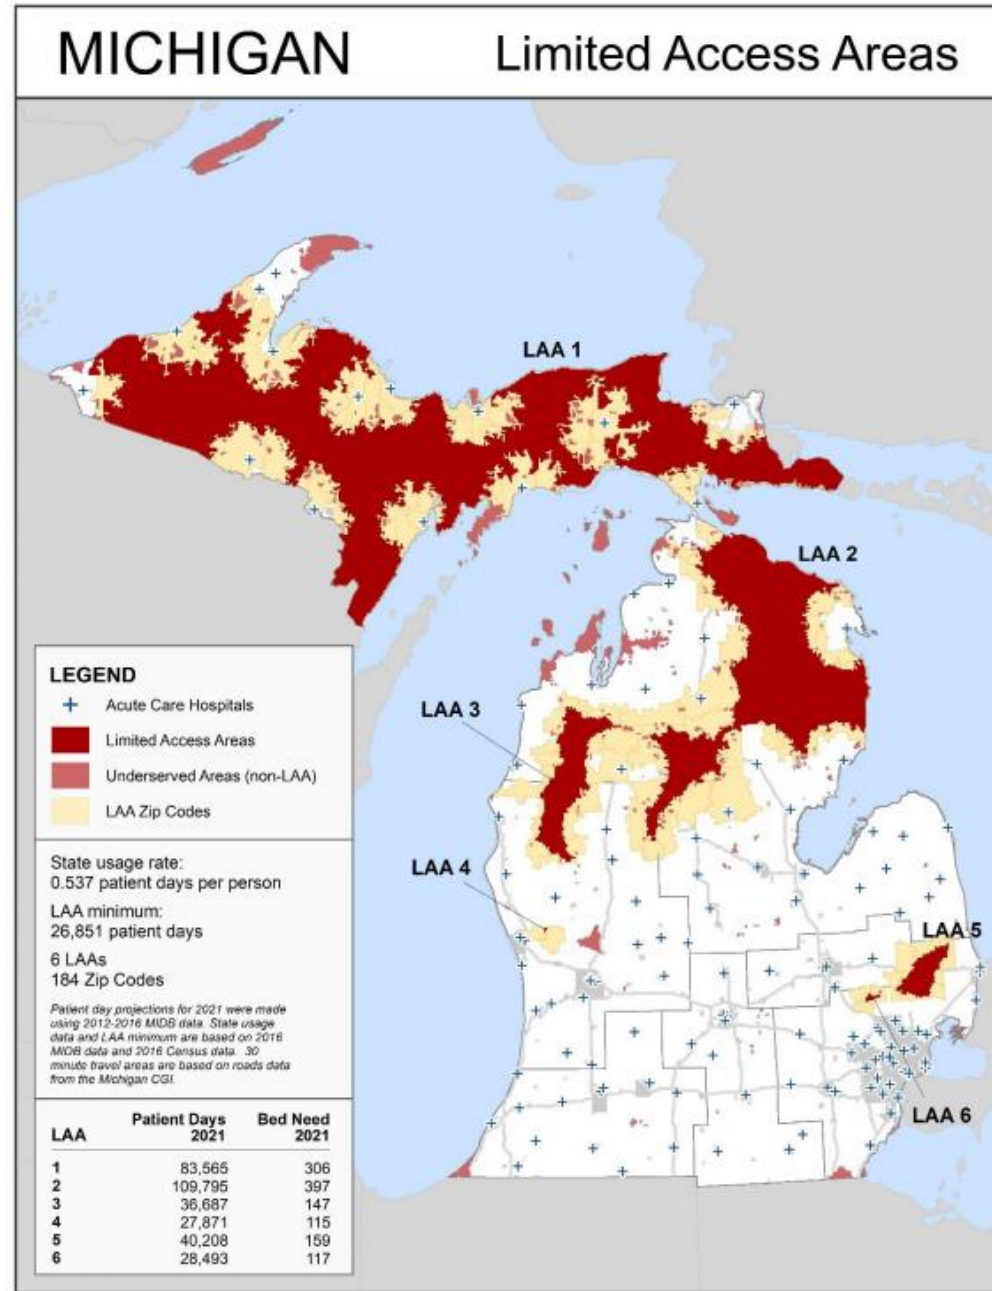 MICHIGAN Limited Access Areas
LAA 1
LAA 2
LAA 3
LAA 4
LAA 5
LAA 6
LEGEND
Acute Care Hospitals
Limited Access Areas
Underserved Areas (non-LAA)
LAA Zip Codes
State usage rate:
0.537 patient days per person
LAA minimum:
26,851 patient days
6 LAAs
184 Zip Codes
Patient day projections for 2021 were made
using 2012-2016 MIDB data. State usage
data and LAA minimum are based on 2016
MIDB data and 2016 Census data. 30
minute travel areas are based on roads data
from the Michigan CGI.
Patient Days Bed Need
LAA 2021 2021
1 83,565 306
2 109,795 397
3 36,687 147
4 27,871 115
5 40,208 159
6 28,493 117